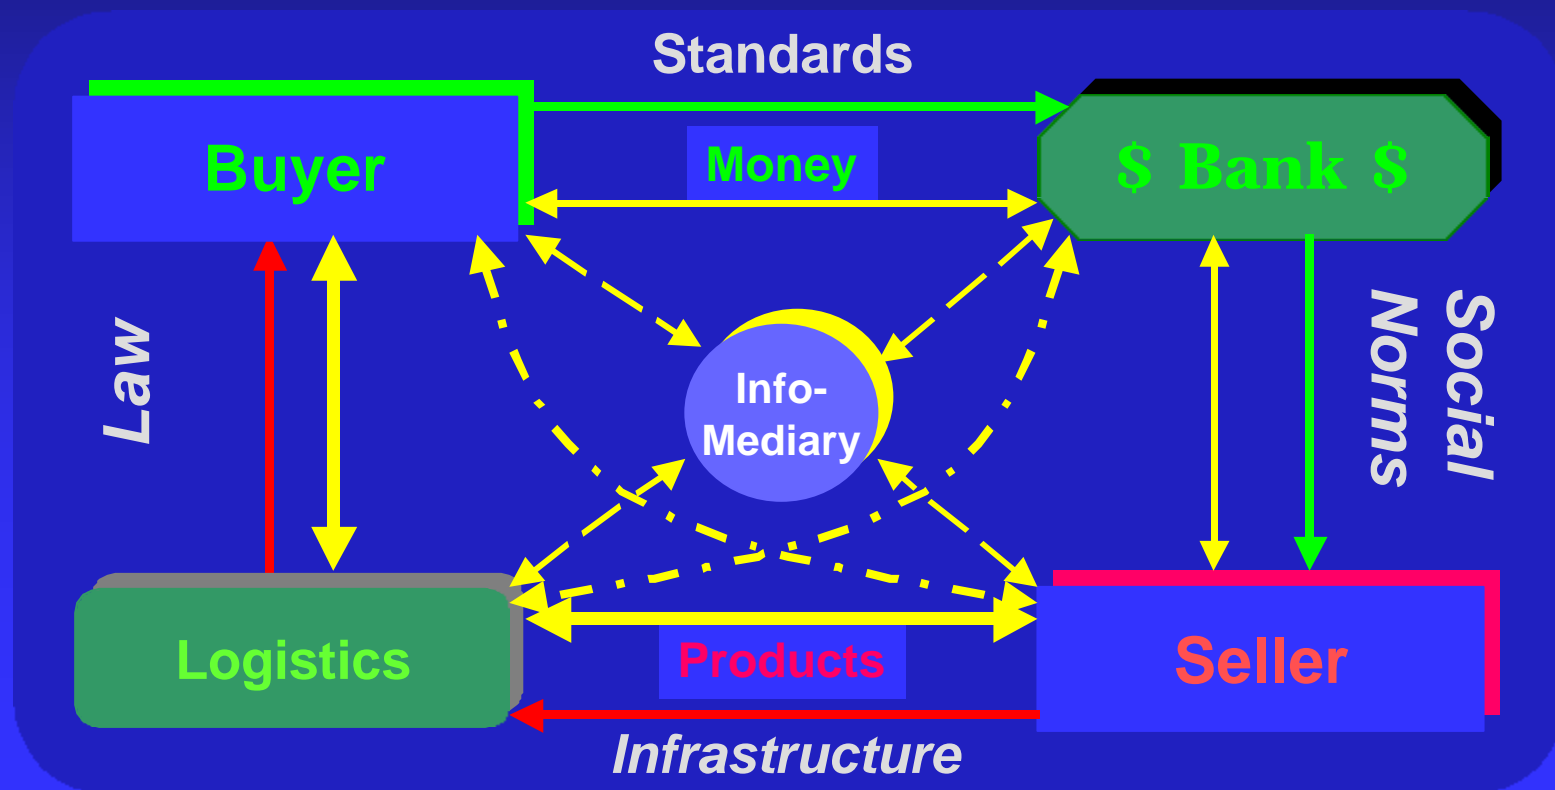 Standards
Buyer
Money
$ Bank $
Law
Info-
Mediary
Social
Norms
Logistics
Products
Seller
Infrastructure